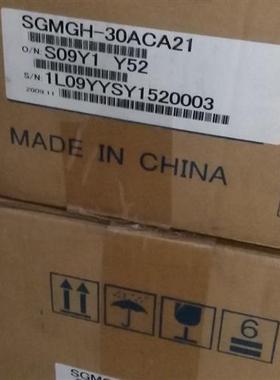 SGMGH-30ACA21
O/N: S09Y1 Y52
S/N: 1L09YYSY1520003
2009.11
MADE IN CHINA
6